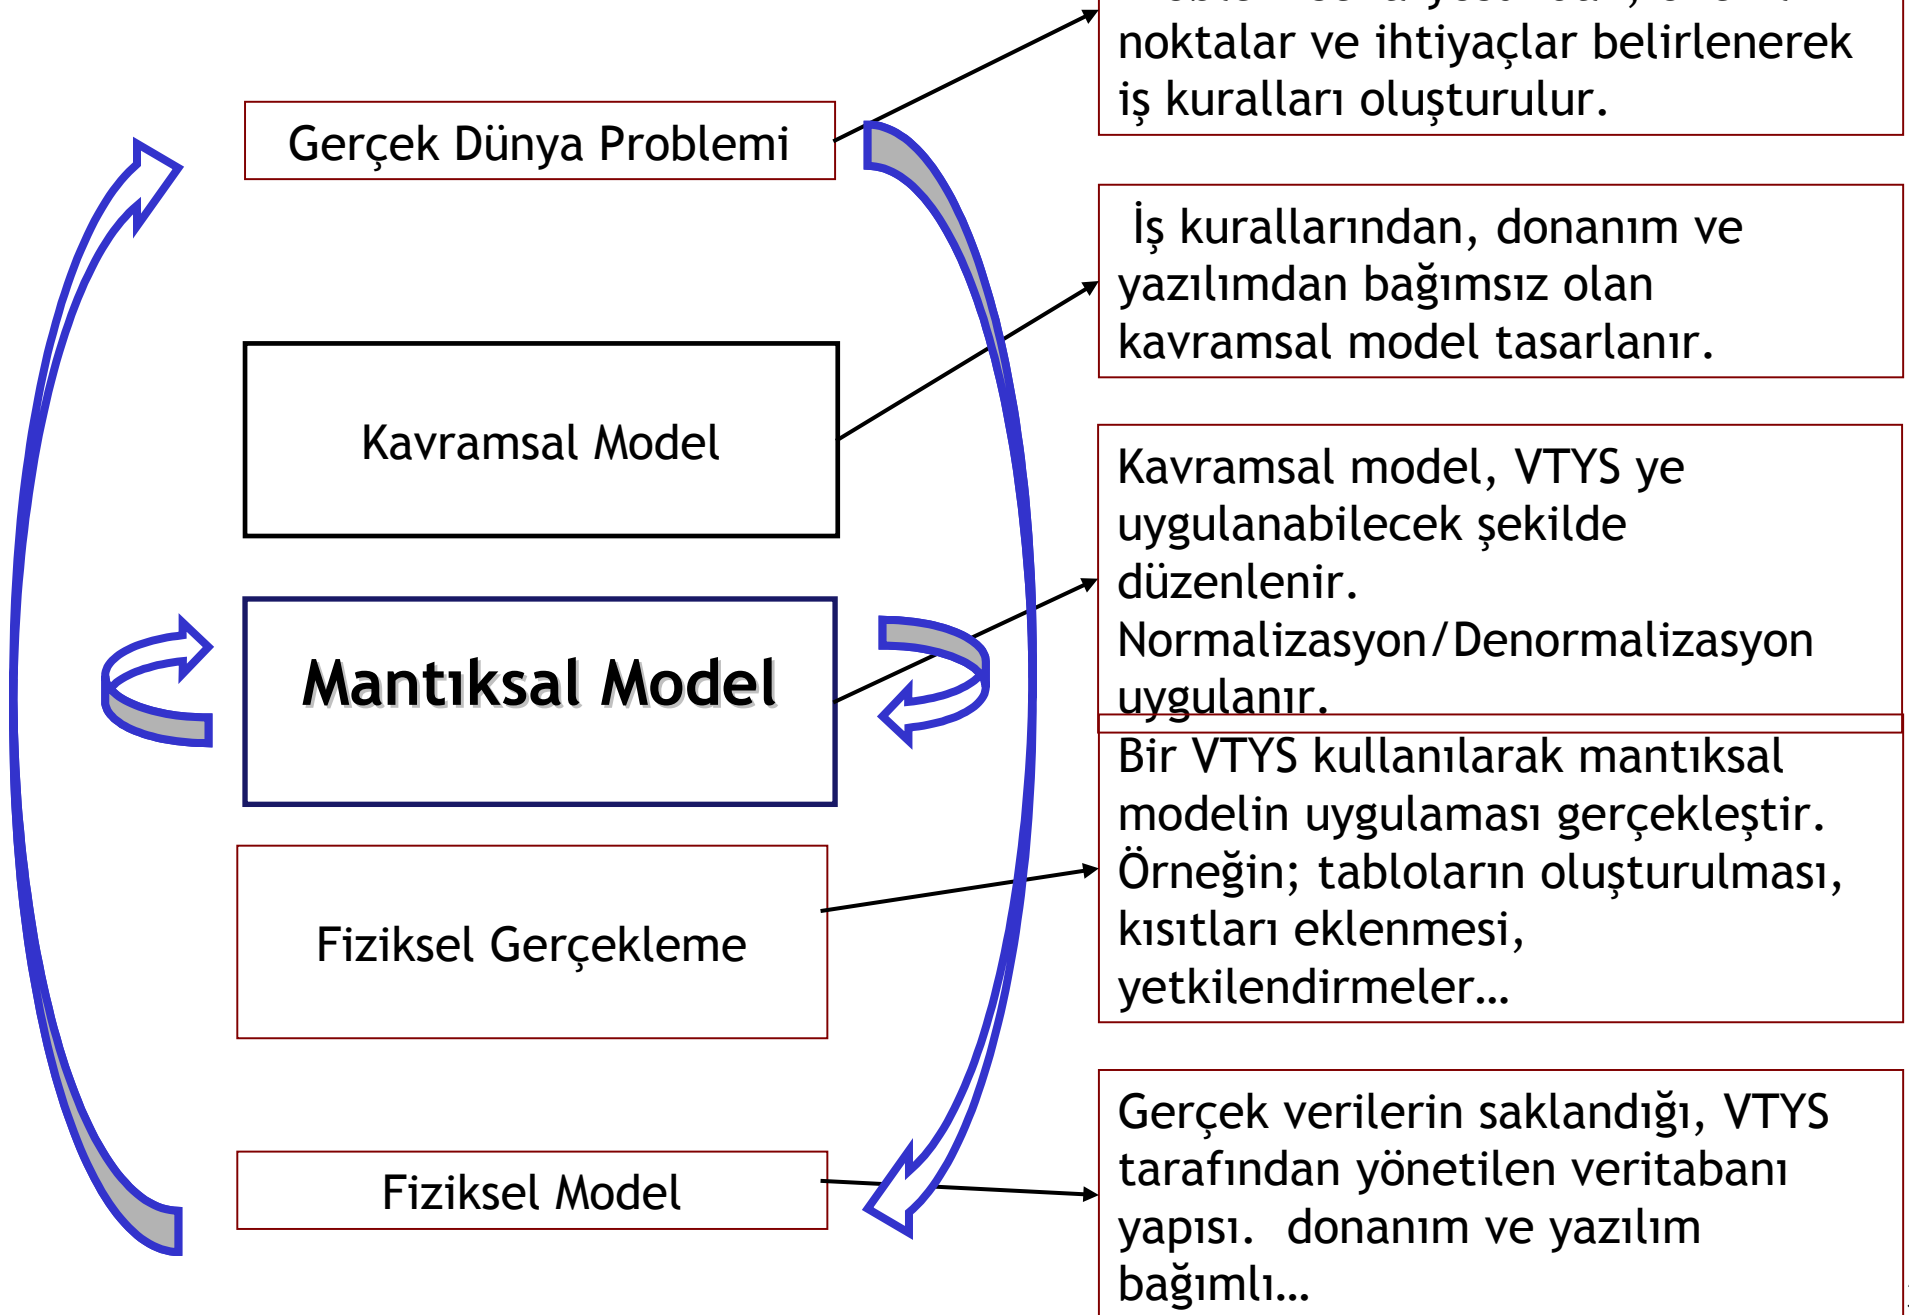 noktalar ve ihtiyaçlar belirlenerek
iş kuralları oluşturulur.
Gerçek Dünya Problemi
İş kurallarından, donanım ve
yazılımdan bağımsız olan
kavramsal model tasarlanır.
Kavramsal Model
Kavramsal model, VTYS ye
uygulanabilecek şekilde
düzenlenir.
Normalizasyon/Denormalizasyon
uygulanır.
Mantıksal Model
Bir VTYS kullanılarak mantıksal
modelin uygulaması gerçekleştir.
Örneğin; tabloların oluşturulması,
kısıtları eklenmesi,
yetkilendirmeler…
Fiziksel Gerçekleme
Gerçek verilerin saklandığı, VTYS
tarafından yönetilen veritabanı
yapısı.  donanım ve yazılım
bağımlı…
Fiziksel Model